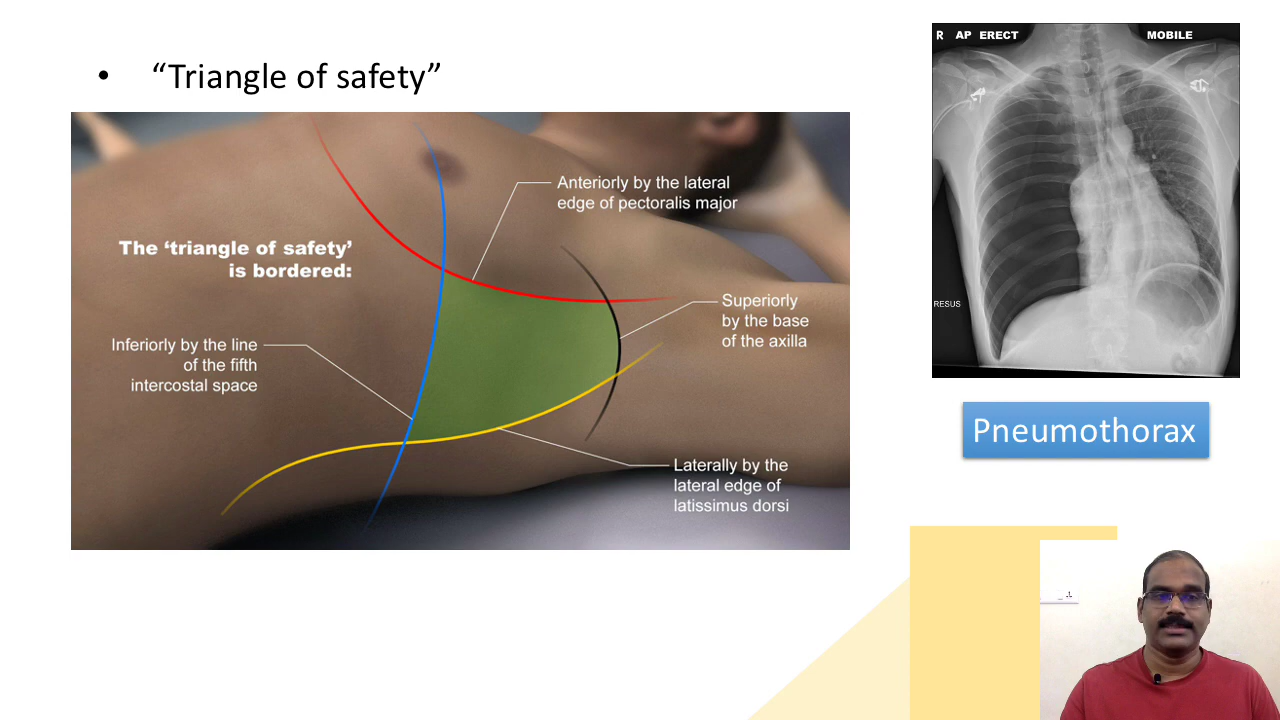 • “Triangle of safety”
The ‘triangle of safety’
is bordered:
Anteriorly by the lateral
edge of pectoralis major
Superiorly
by the base
of the axilla
Inferiorly by the line
of the fifth
intercostal space
Laterally by the
lateral edge of
latissimus dorsi
R AP ERECT MOBILE
RESUS
Pneumothorax